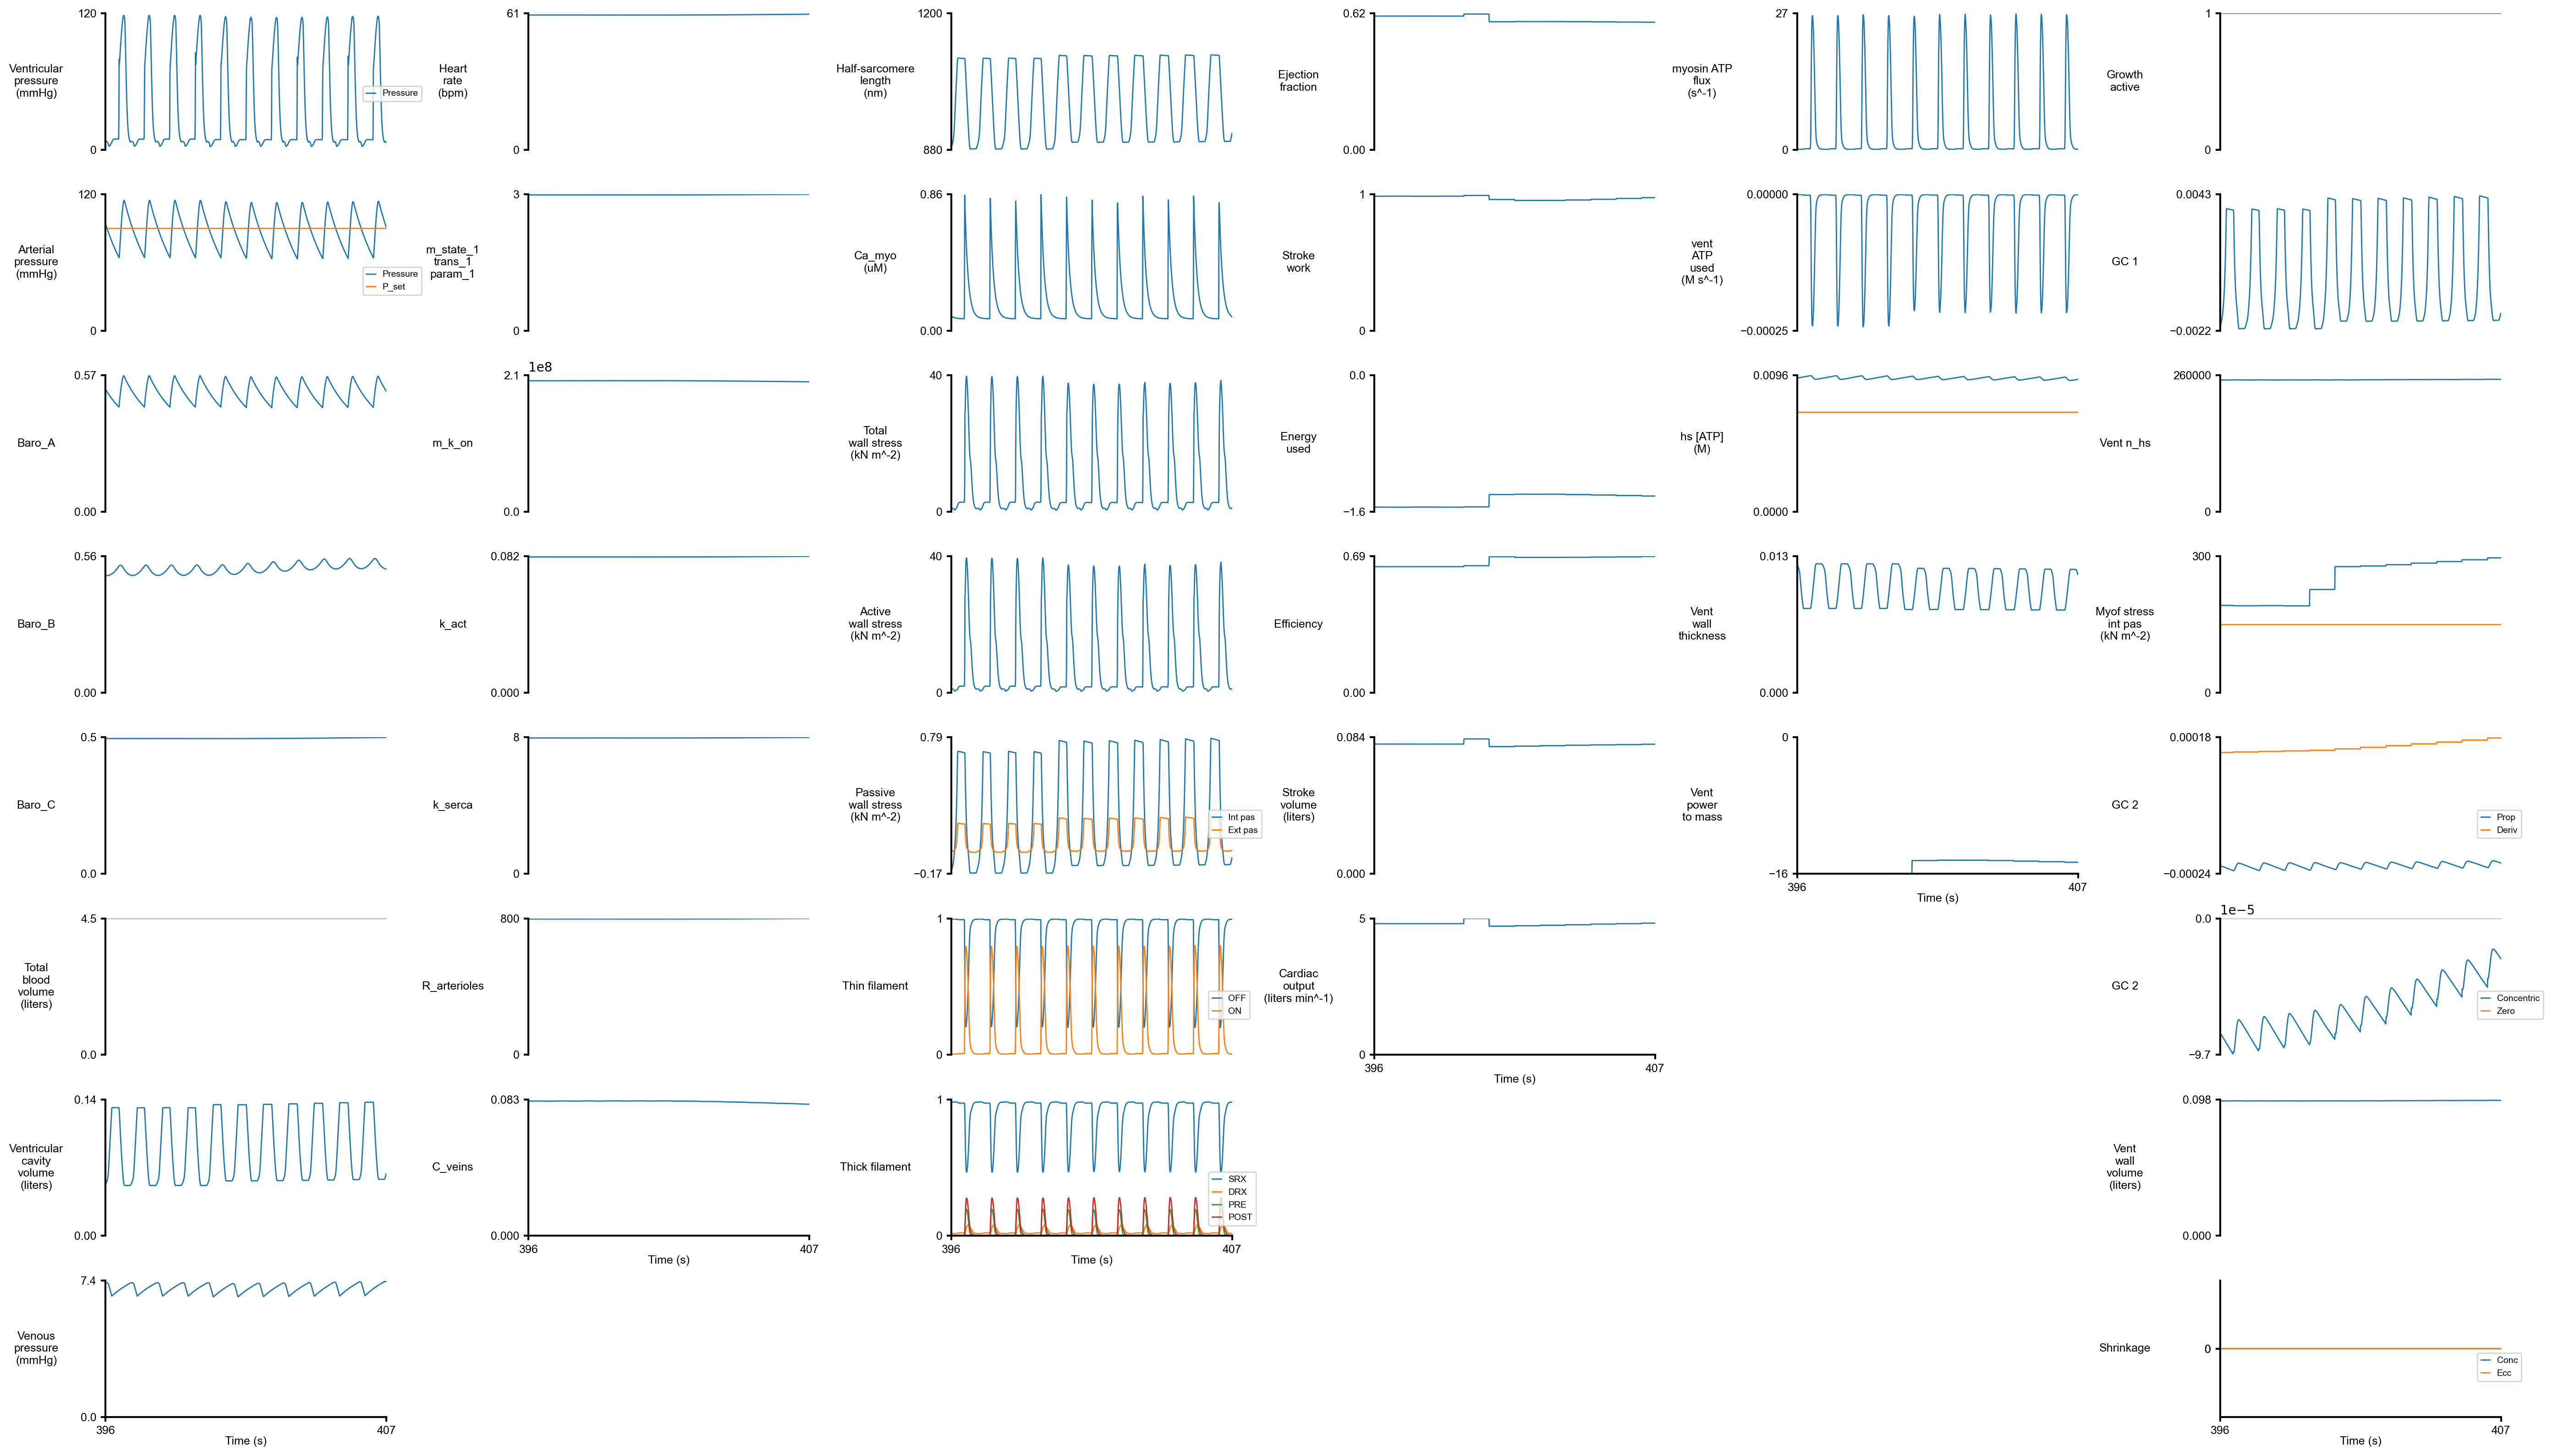 120
Ventricular
pressure
(mmHg)
0
Pressure
61
Heart
rate
(bpm)
0
1200
Half-sarcomere
length
(nm)
880
0.62
Ejection
fraction
0.00
27
myosin ATP
flux
(s^-1)
0
1
Growth
active
0
120
Arterial
pressure
(mmHg)
0
Pressure
P_set
3
m_state_1
trans_1
param_1
0
0.86
Ca_myo
(uM)
0.00
1
Stroke
work
0
0.00000
vent
ATP
used
(M s^-1)
−0.00025
0.0043
GC 1
−0.0022
0.57
Baro_A
0.00
1e8
2.1
m_k_on
0.0
40
Total
wall stress
(kN m^-2)
0
0.0
Energy
used
−1.6
0.0096
hs [ATP]
(M)
0.0000
260000
Vent n_hs
0
0.56
Baro_B
0.00
0.082
k_act
0.000
40
Active
wall stress
(kN m^-2)
0
0.69
Efficiency
0.00
0.013
Vent
wall
thickness
0.000
300
Myof stress
int pas
(kN m^-2)
0
0.5
Baro_C
0.0
8
k_serca
0
0.79
Passive
wall stress
(kN m^-2)
−0.17
Int pas
Ext pas
0.084
Stroke
volume
(liters)
0.000
0
Vent
power
to mass
−16
396
407
Time (s)
0.00018
GC 2
−0.00024
Prop
Deriv
4.5
Total
blood
volume
(liters)
0.0
800
R_arterioles
0
1
Thin filament
0
OFF
ON
5
Cardiac
output
(liters min^-1)
0
396
407
Time (s)
1e−5
0.0
GC 2
−9.7
Concentric
Zero
0.14
Ventricular
cavity
volume
(liters)
0.00
0.083
C_veins
0.000
396
407
Time (s)
1
Thick filament
0
SRX
DRX
PRE
POST
396
407
Time (s)
0.098
Vent
wall
volume
(liters)
0.000
7.4
Venous
pressure
(mmHg)
0.0
396
407
Time (s)
Shrinkage
0
Conc
Ecc
396
407
Time (s)